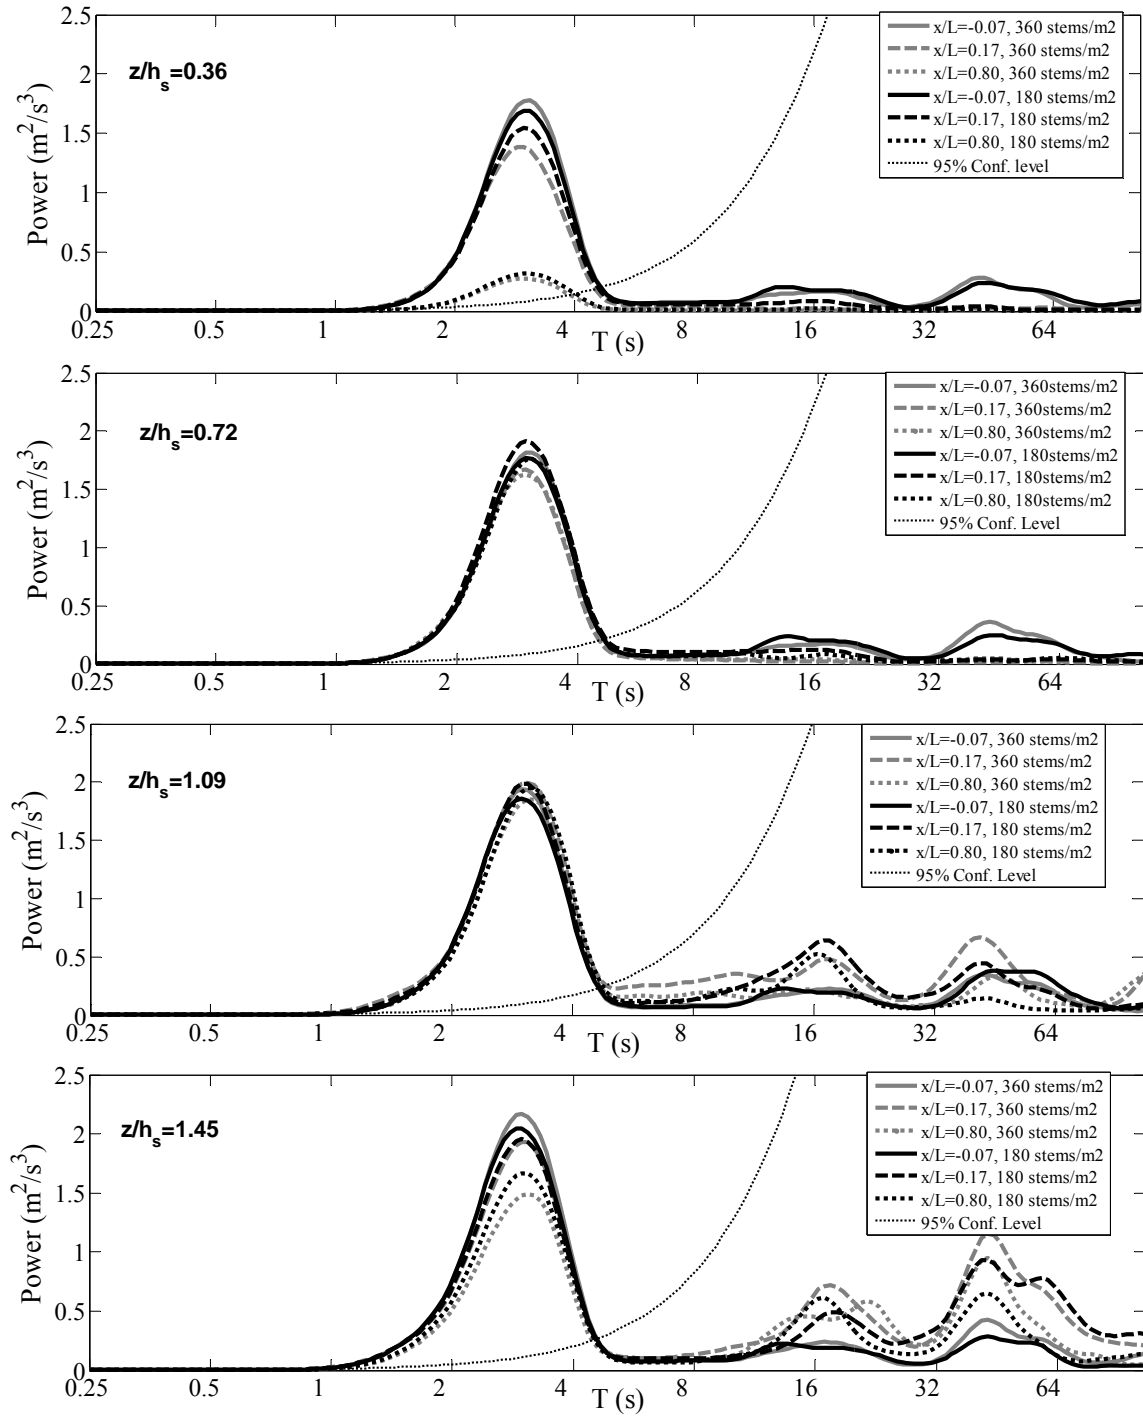 2.5
2
1.5
1
0.5
0
Power (m2/s3)
z/hs=0.36
x/L=-0.07, 360 stems/m2
x/L=0.17, 360 stems/m2
x/L=0.80, 360 stems/m2
x/L=-0.07, 180 stems/m2
x/L=0.17, 180 stems/m2
x/L=0.80, 180 stems/m2
95% Conf. level
0.25 0.5 1 2 4 8 16 32 64
T (s)
2.5
2
1.5
1
0.5
0
Power (m2/s3)
z/hs=0.72
x/L=-0.07, 360stems/m2
x/L=0.17, 360stems/m2
x/L=0.80, 360stems/m2
x/L=-0.07, 180stems/m2
x/L=0.17, 180stems/m2
x/L=0.80, 180stems/m2
95% Conf. Level
0.25 0.5 1 2 4 8 16 32 64
T (s)
2.5
2
1.5
1
0.5
0
Power (m2/s3)
z/hs=1.09
x/L=-0.07, 360 stems/m2
x/L=0.17, 360 stems/m2
x/L=0.80, 360 stems/m2
x/L=-0.07, 180 stems/m2
x/L=0.17, 180 stems/m2
x/L=0.80, 180 stems/m2
95% Conf. Level
0.25 0.5 1 2 4 8 16 32 64
T (s)
2.5
2
1.5
1
0.5
0
Power (m2/s3)
z/hs=1.45
x/L=-0.07, 360 stems/m2
x/L=0.17, 360 stems/m2
x/L=0.80, 360 stems/m2
x/L=-0.07, 180 stems/m2
x/L=0.17, 180 stems/m2
x/L=0.80, 180 stems/m2
95% Conf. Level
0.25 0.5 1 2 4 8 16 32 64
T (s)